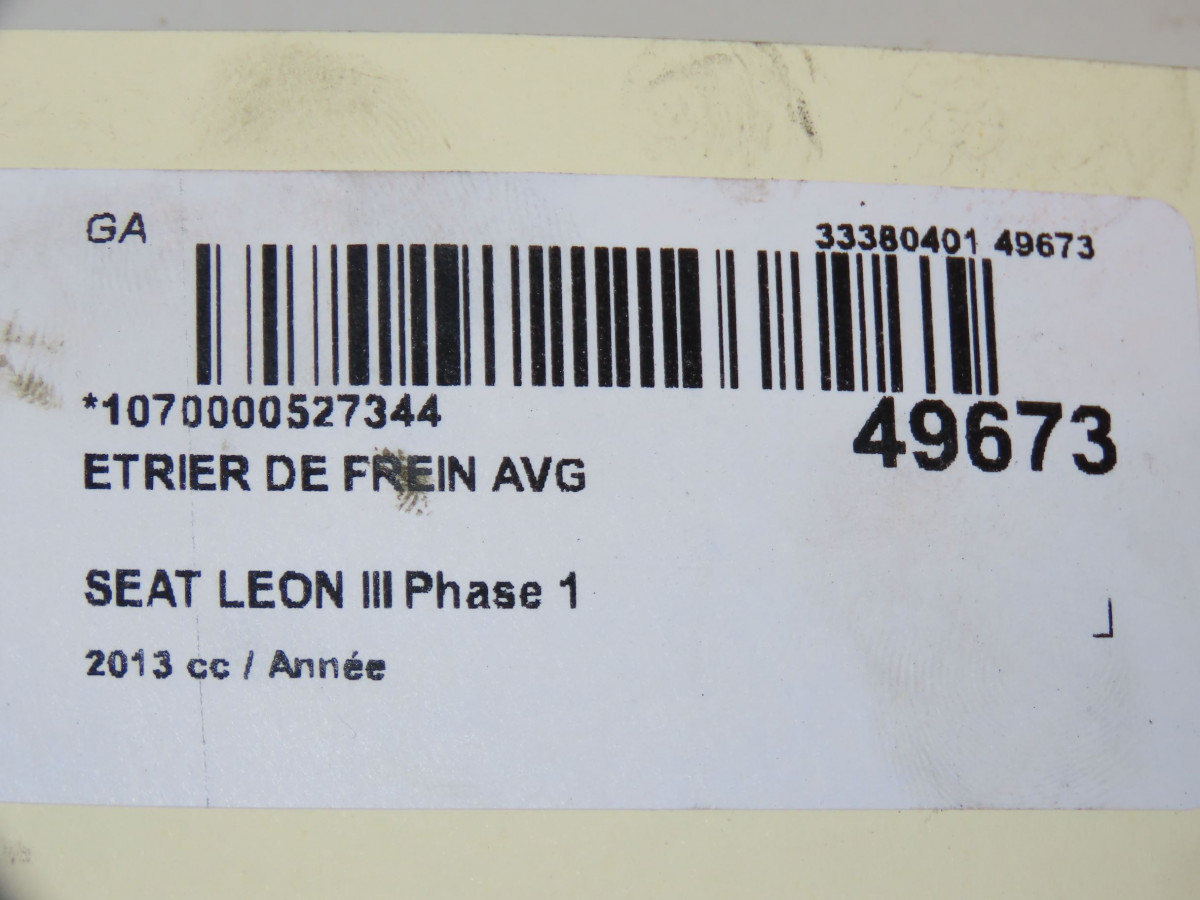 GA
33380401 49673
*1070000527344
49673
ETRIER DE FREIN AVG
SEAT LEON III Phase 1
2013 cc / Année